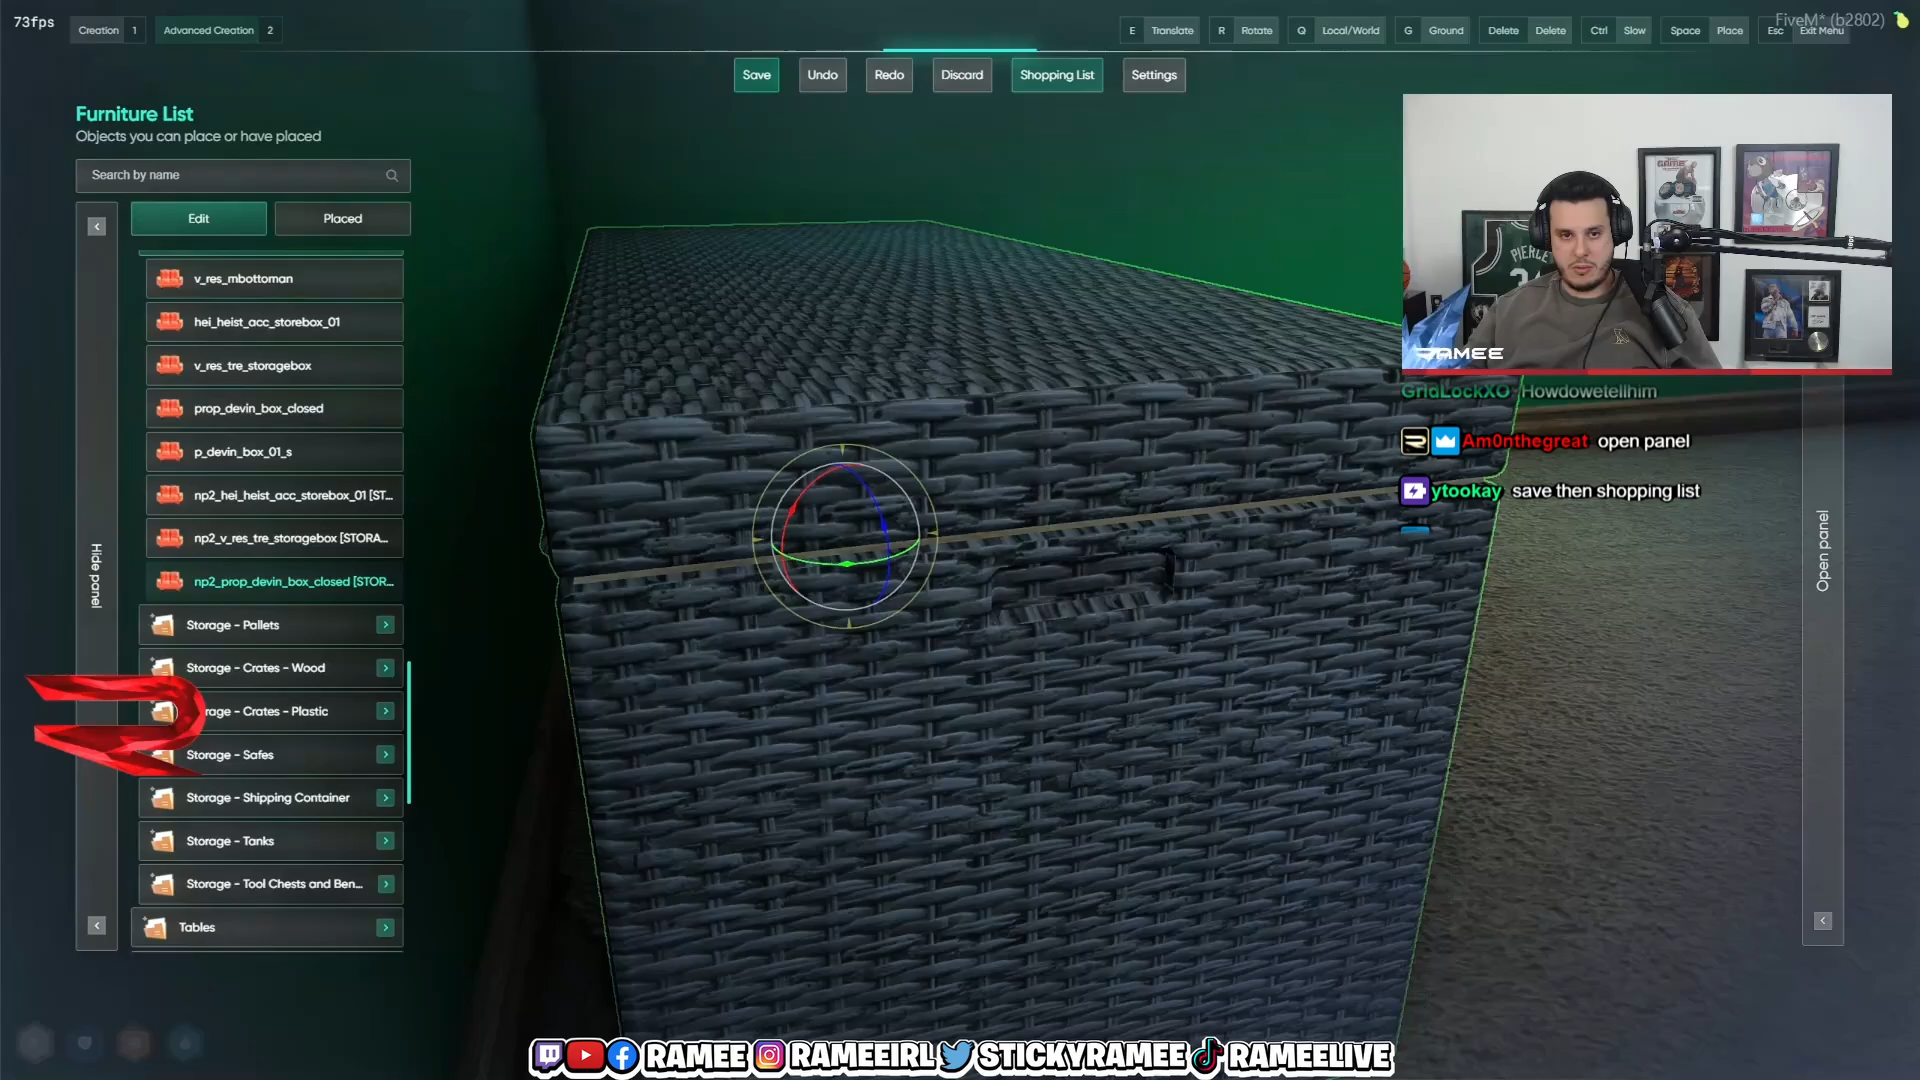 73fps
Creation 1
Advanced Creation 2
E Translate
R Rotate
Q Local/World
G Ground
Delete Delete
Ctrl Slow
Space Place
Esc Exit Menu
FiveM* (b2802)
Save
Undo
Redo
Discard
Shopping List
Settings
Furniture List
Objects you can place or have placed
Search by name
Edit
Placed
Hide panel
v_res_mbottoman
hei_heist_acc_storebox_01
v_res_tre_storagebox
prop_devin_box_closed
p_devin_box_01_s
np2_hei_heist_acc_storebox_01 [ST...
np2_v_res_tre_storagebox [STORA...
np2_prop_devin_box_closed [STOR...
Storage - Pallets
Storage - Crates - Wood
rage - Crates - Plastic
Storage - Safes
Storage - Shipping Container
Storage - Tanks
Storage - Tool Chests and Ben...
Tables
PIERCE
RAMEE
GridLockXO: Howdowetellhim
Am0nthegreat open panel
ytookay save then shopping list
Open panel
RAMEE RAMEEIRL STICKYRAMEE RAMEELIVE